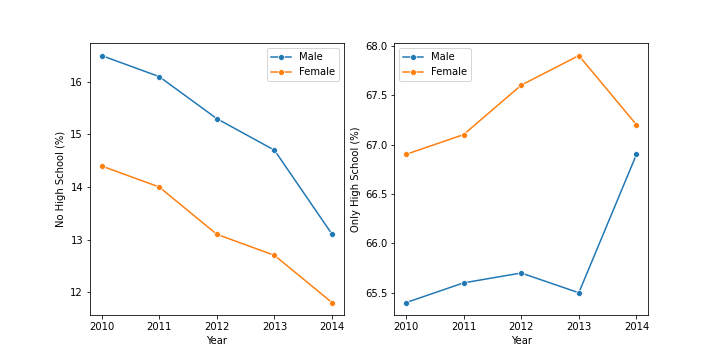 Male
Female
No High School (%)
16
15
14
13
12
2010 2011 2012 2013 2014
Year
Male
Female
Only High School (%)
68.0
67.5
67.0
66.5
66.0
65.5
2010 2011 2012 2013 2014
Year